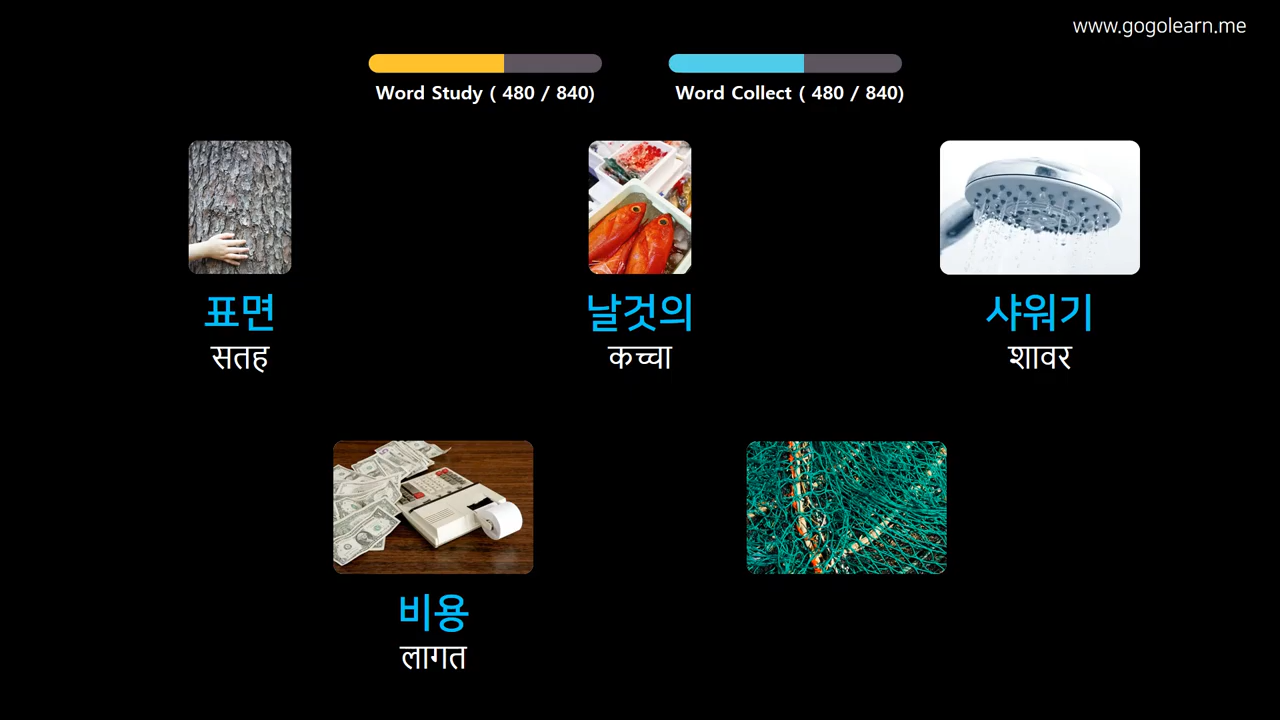 www.gogolearn.me
Word Study ( 480 / 840)
Word Collect ( 480 / 840)
표면
सतह
날것의
कच्चा
샤워기
शावर
비용
लागत